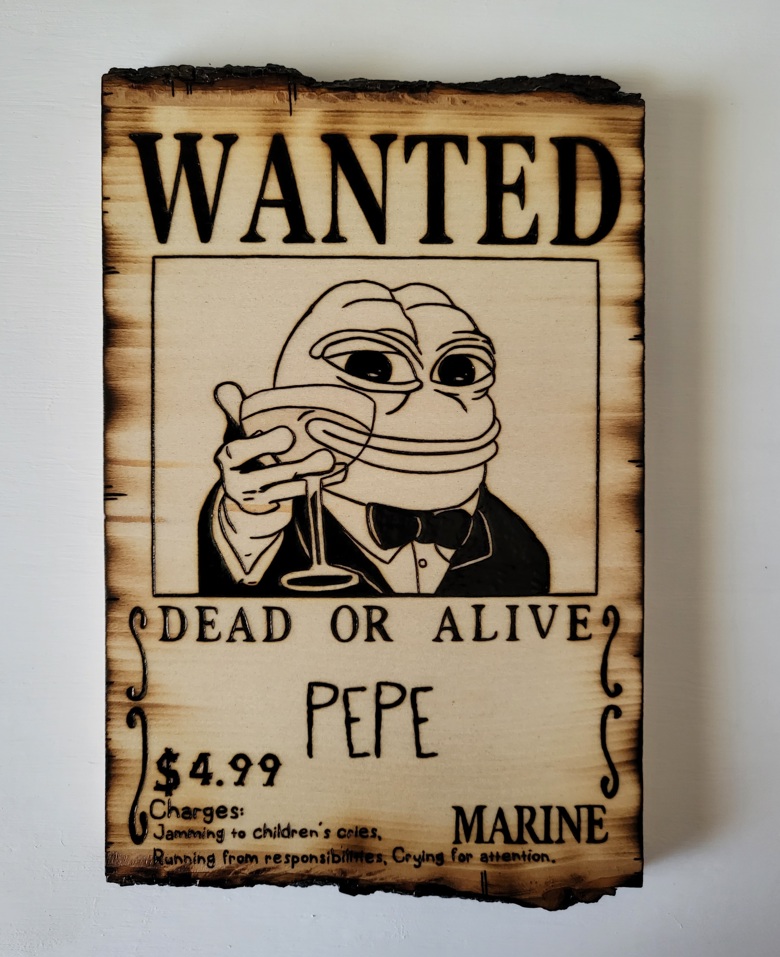 WANTED
DEAD OR ALIVE
PEPE
$4.99
Charges:
Jamming to children's cries,
MARINE
Running from responsibilities, Crying for attention.